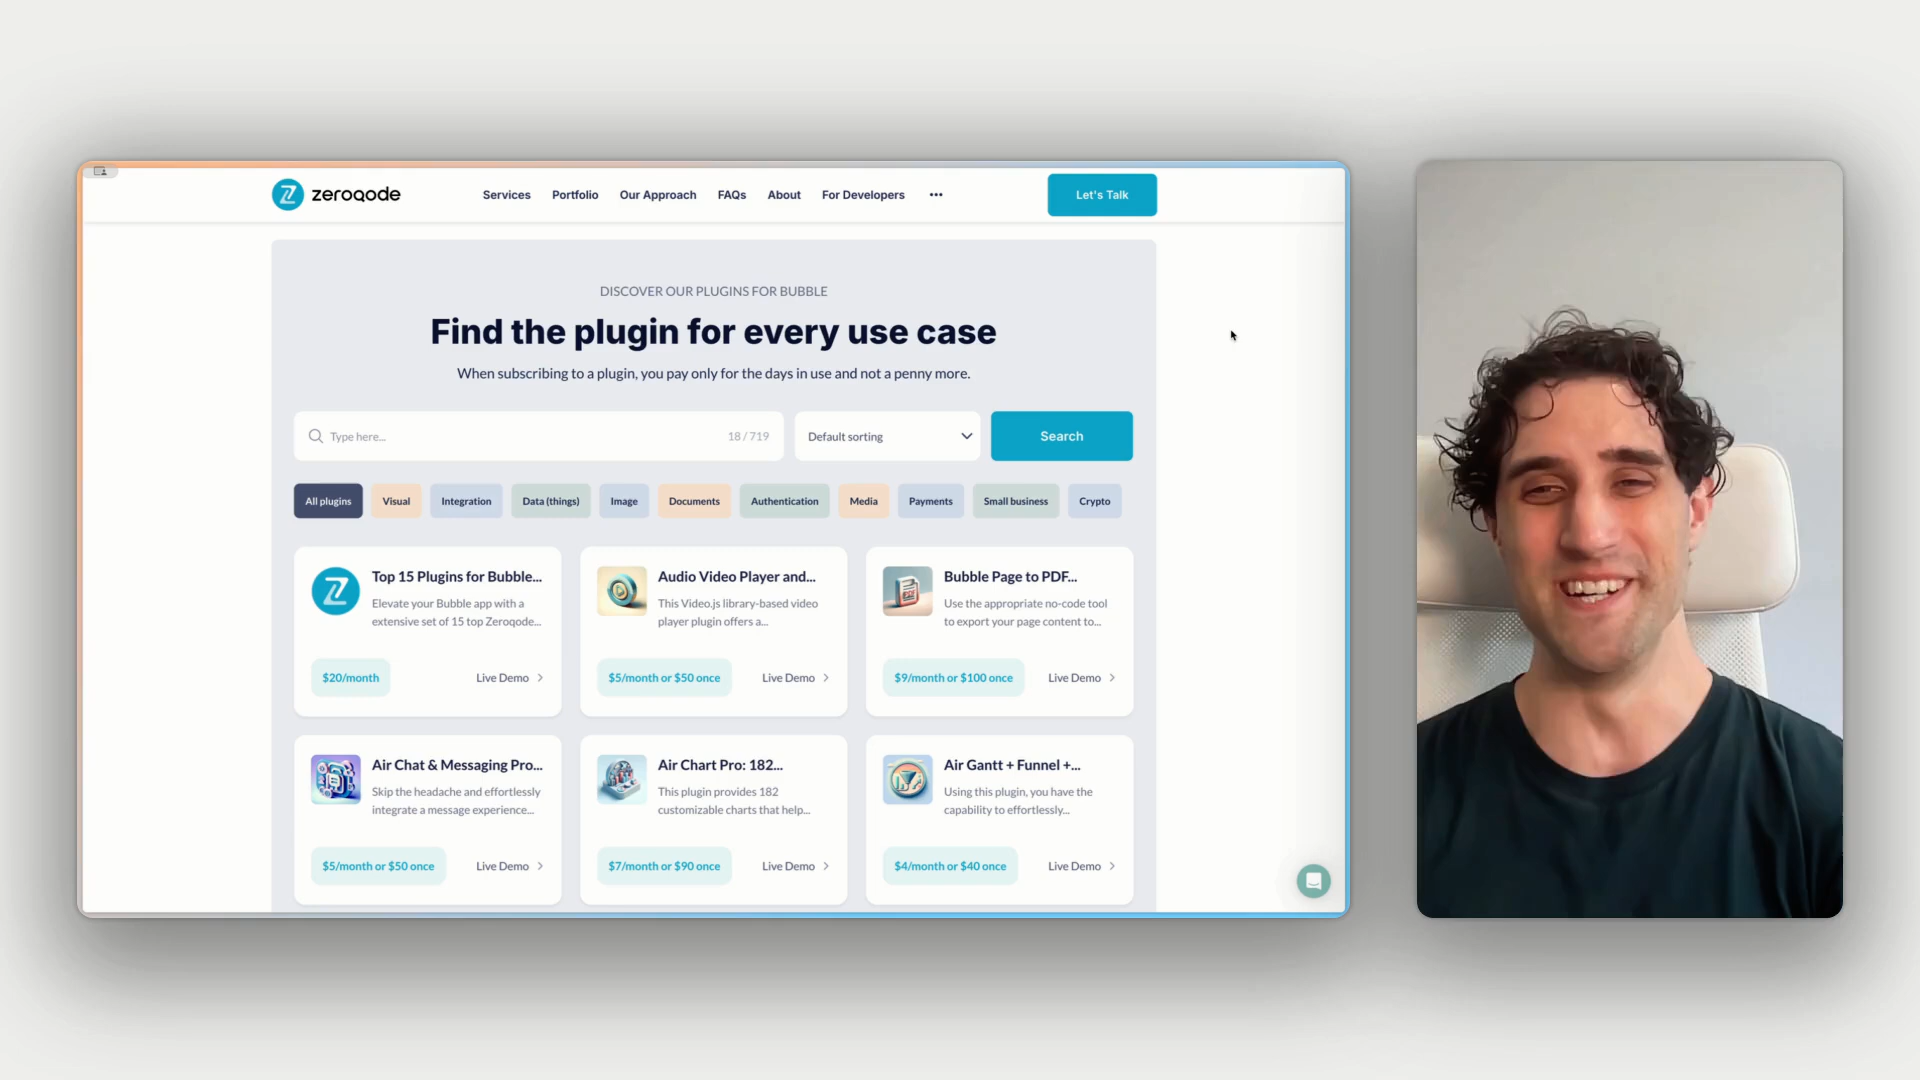 zeroqode
Services
Portfolio
Our Approach
FAQs
About
For Developers
Let's Talk
DISCOVER OUR PLUGINS FOR BUBBLE
Find the plugin for every use case
When subscribing to a plugin, you pay only for the days in use and not a penny more.
Type here...
18 / 719
Default sorting
Search
All plugins
Visual
Integration
Data (things)
Image
Documents
Authentication
Media
Payments
Small business
Crypto
Top 15 Plugins for Bubble...
Elevate your Bubble app with a
extensive set of 15 top Zeroqode...
$20/month
Live Demo
Audio Video Player and...
This Video.js library-based video
player plugin offers a...
$5/month or $50 once
Live Demo
Bubble Page to PDF...
Use the appropriate no-code tool
to export your page content to...
$9/month or $100 once
Live Demo
Air Chat & Messaging Pro...
Skip the headache and effortlessly
integrate a message experience...
$5/month or $50 once
Live Demo
Air Chart Pro: 182...
This plugin provides 182
customizable charts that help...
$7/month or $90 once
Live Demo
Air Gantt + Funnel +...
Using this plugin, you have the
capability to effortlessly...
$4/month or $40 once
Live Demo